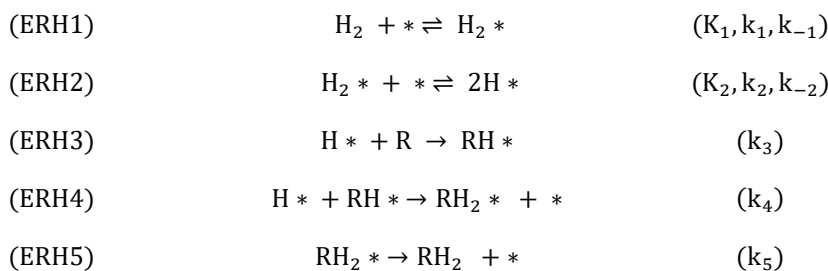 (ERH1) H₂ + ∗ ⇌ H₂ ∗ (K₁, k₁, k₋₁)
(ERH2) H₂ ∗ + ∗ ⇌ 2H ∗ (K₂, k₂, k₋₂)
(ERH3) H ∗ + R → RH ∗ (k₃)
(ERH4) H ∗ + RH ∗ → RH₂ ∗ + ∗ (k₄)
(ERH5) RH₂ ∗ → RH₂ + ∗ (k₅)